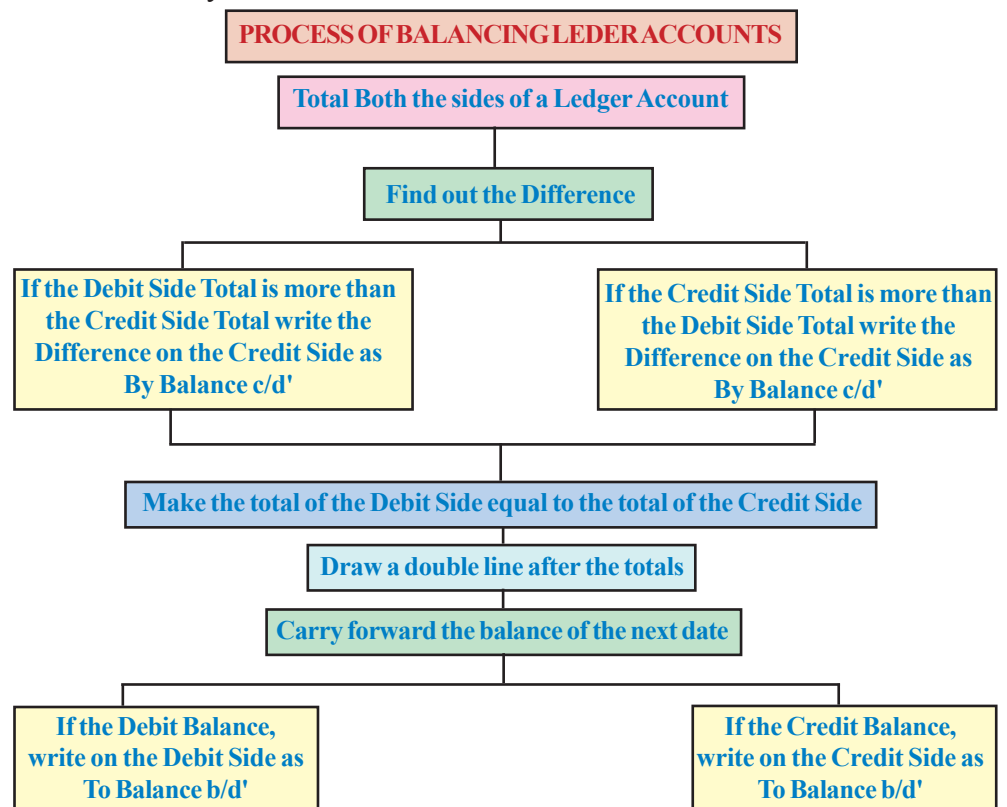 PROCESS OF BALANCING LEDER ACCOUNTS
Total Both the sides of a Ledger Account
Find out the Difference
If the Debit Side Total is more than
the Credit Side Total write the
Difference on the Credit Side as
By Balance c/d'
If the Credit Side Total is more than
the Debit Side Total write the
Difference on the Credit Side as
By Balance c/d'
Make the total of the Debit Side equal to the total of the Credit Side
Draw a double line after the totals
Carry forward the balance of the next date
If the Debit Balance,
write on the Debit Side as
To Balance b/d'
If the Credit Balance,
write on the Credit Side as
To Balance b/d'